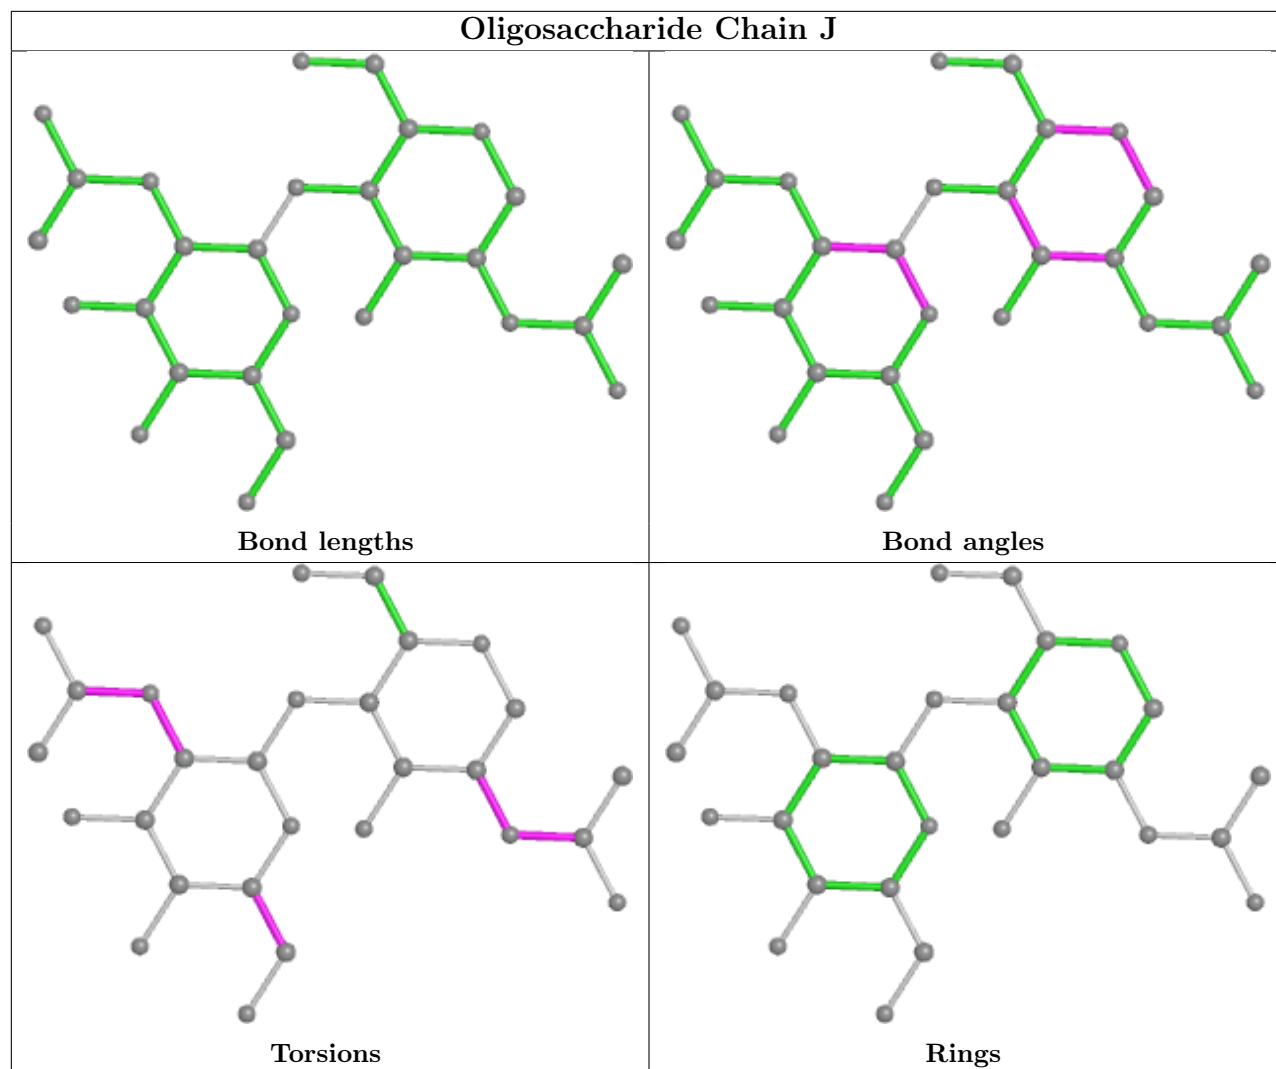 Oligosaccharide Chain J
Bond lengths
Bond angles
Torsions
Rings